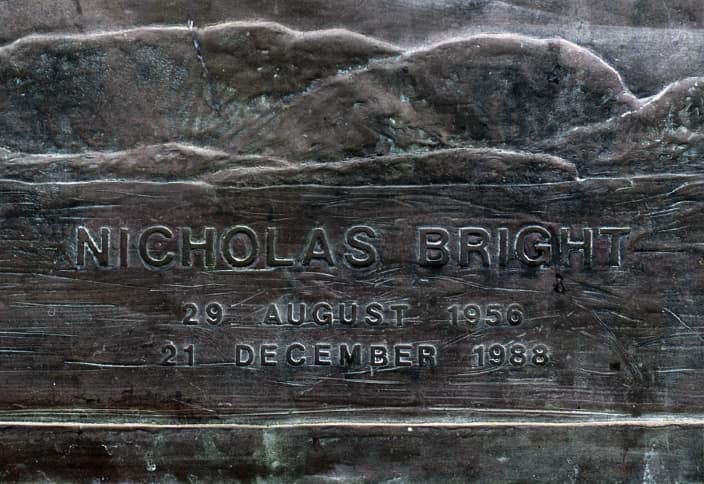 NICHOLAS BRIGHT
29 AUGUST 1956
21 DECEMBER 1988